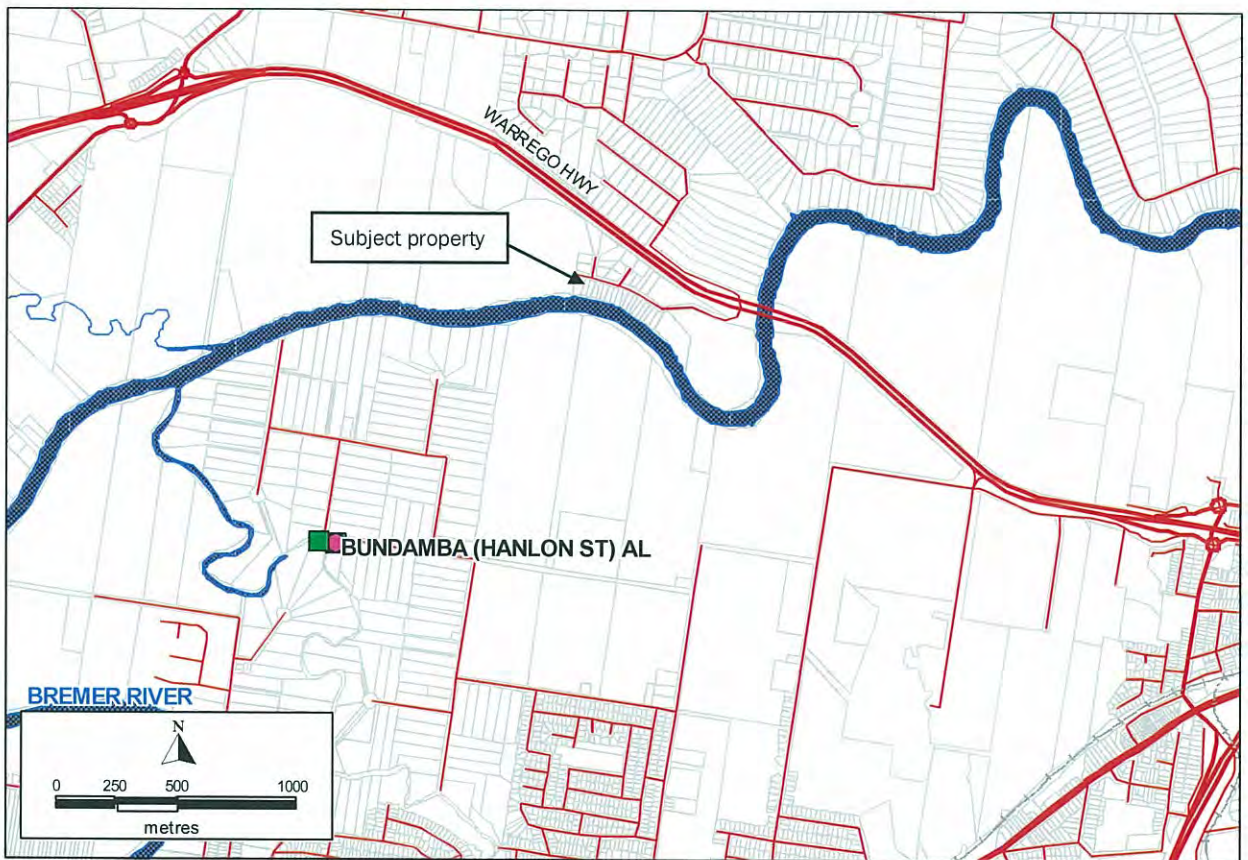 WARREGO HWY
Subject property
BUNDAMBA (HANLON ST) AL
BREMER RIVER
N
0 250 500 1000
metres